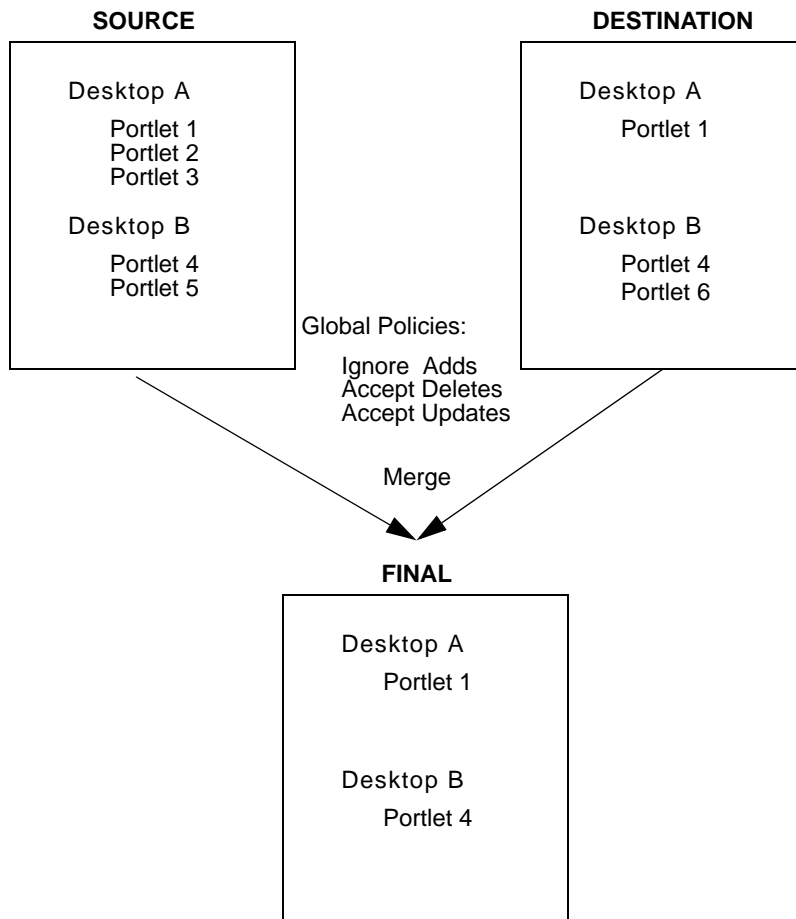 SOURCE
Desktop A
Portlet 1
Portlet 2
Portlet 3
Desktop B
Portlet 4
Portlet 5
DESTINATION
Desktop A
Portlet 1
Desktop B
Portlet 4
Portlet 6
Global Policies:
Ignore Adds
Accept Deletes
Accept Updates
Merge
FINAL
Desktop A
Portlet 1
Desktop B
Portlet 4